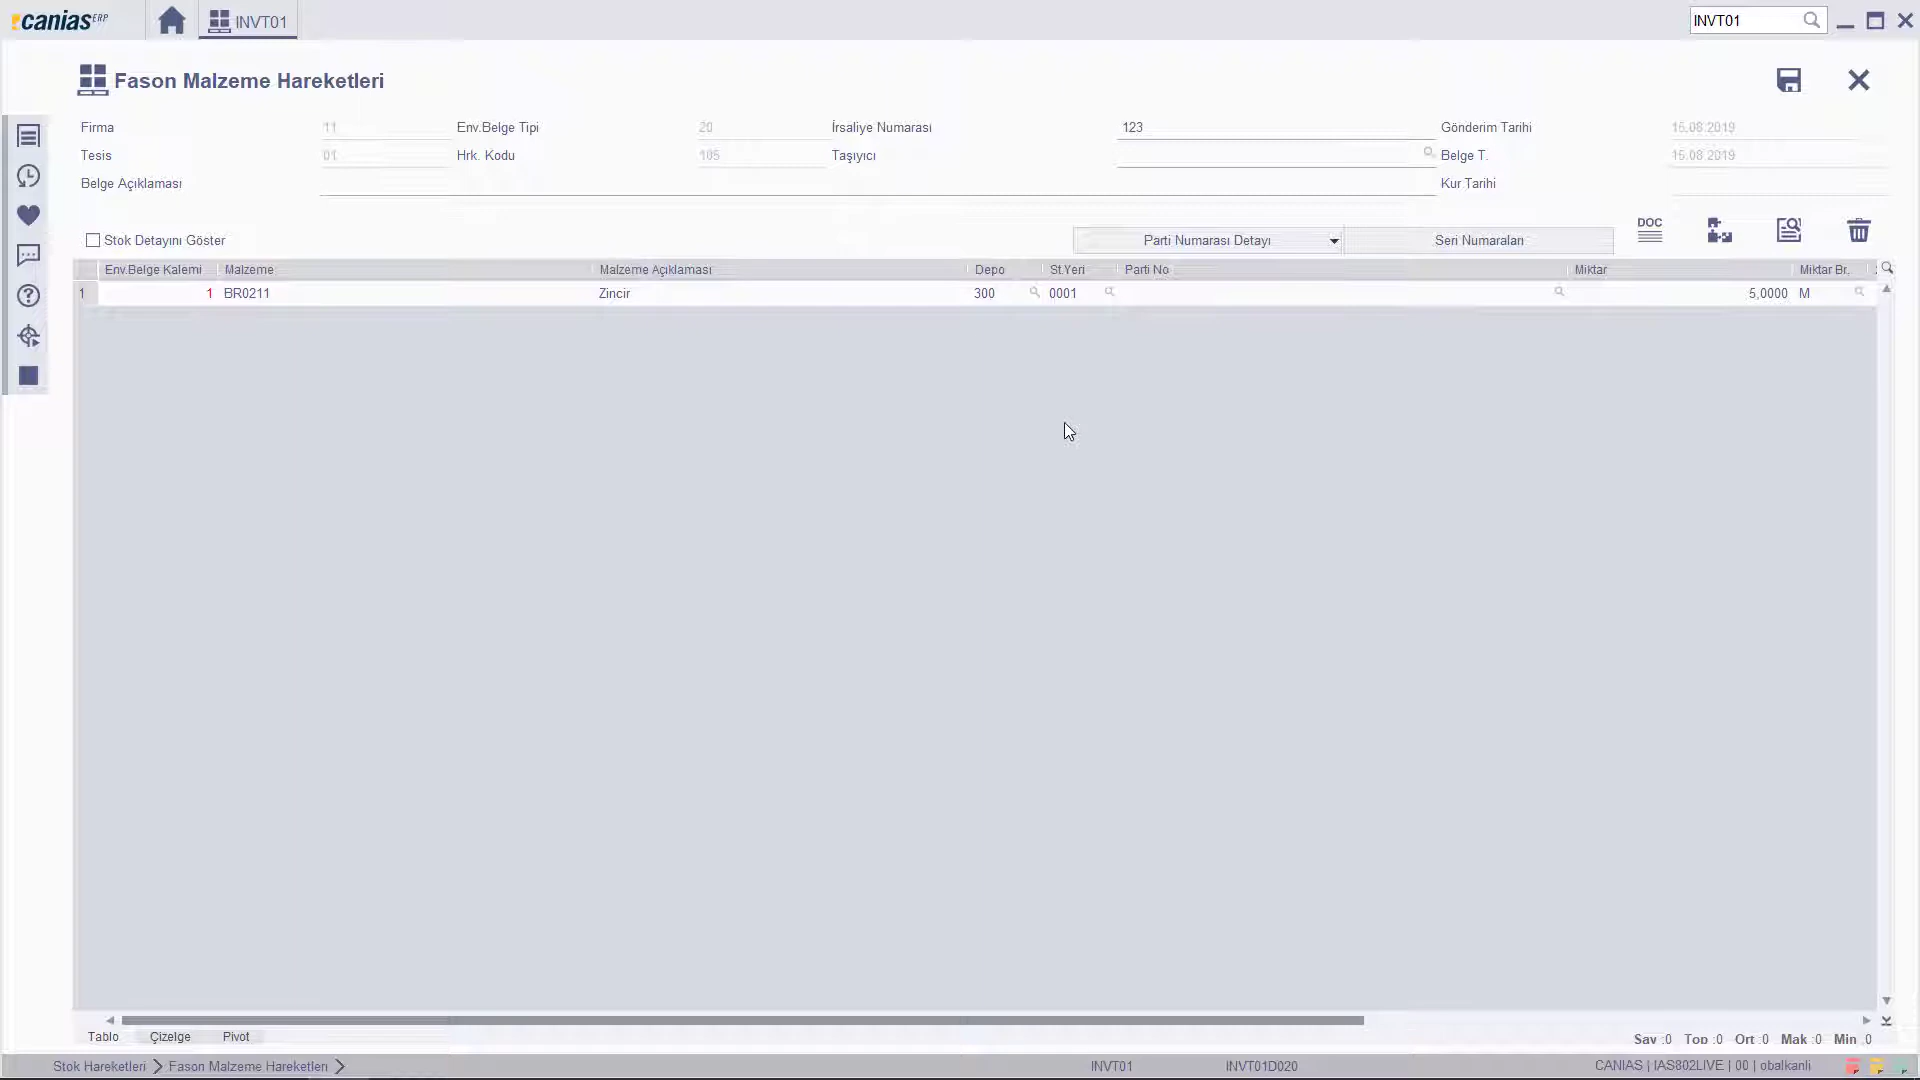 canias ERP
INVT01
INVT01
Fason Malzeme Hareketleri
Firma 11 Env.Belge Tipi 20 İrsaliye Numarası 123 Gönderim Tarihi 15.08.2019
Tesis 01 Hrk. Kodu 105 Taşıyıcı Belge T. 15.08.2019
Belge Açıklaması Kur Tarihi
DOC
Stok Detayını Göster Parti Numarası Detayı Seri Numaraları
Env.Belge Kalemi Malzeme Malzeme Açıklaması Depo St.Yeri Parti No Miktar Miktar Br.
1 1 BR0211 Zincir 300 0001 5,0000 M
Tablo Çizelge Pivot
Say :0 Top :0 Ort :0 Mak :0 Min :0
Stok Hareketleri Fason Malzeme Hareketleri INVT01 INVT01D020 CANIAS | IAS802LIVE | 00 | obalkanli